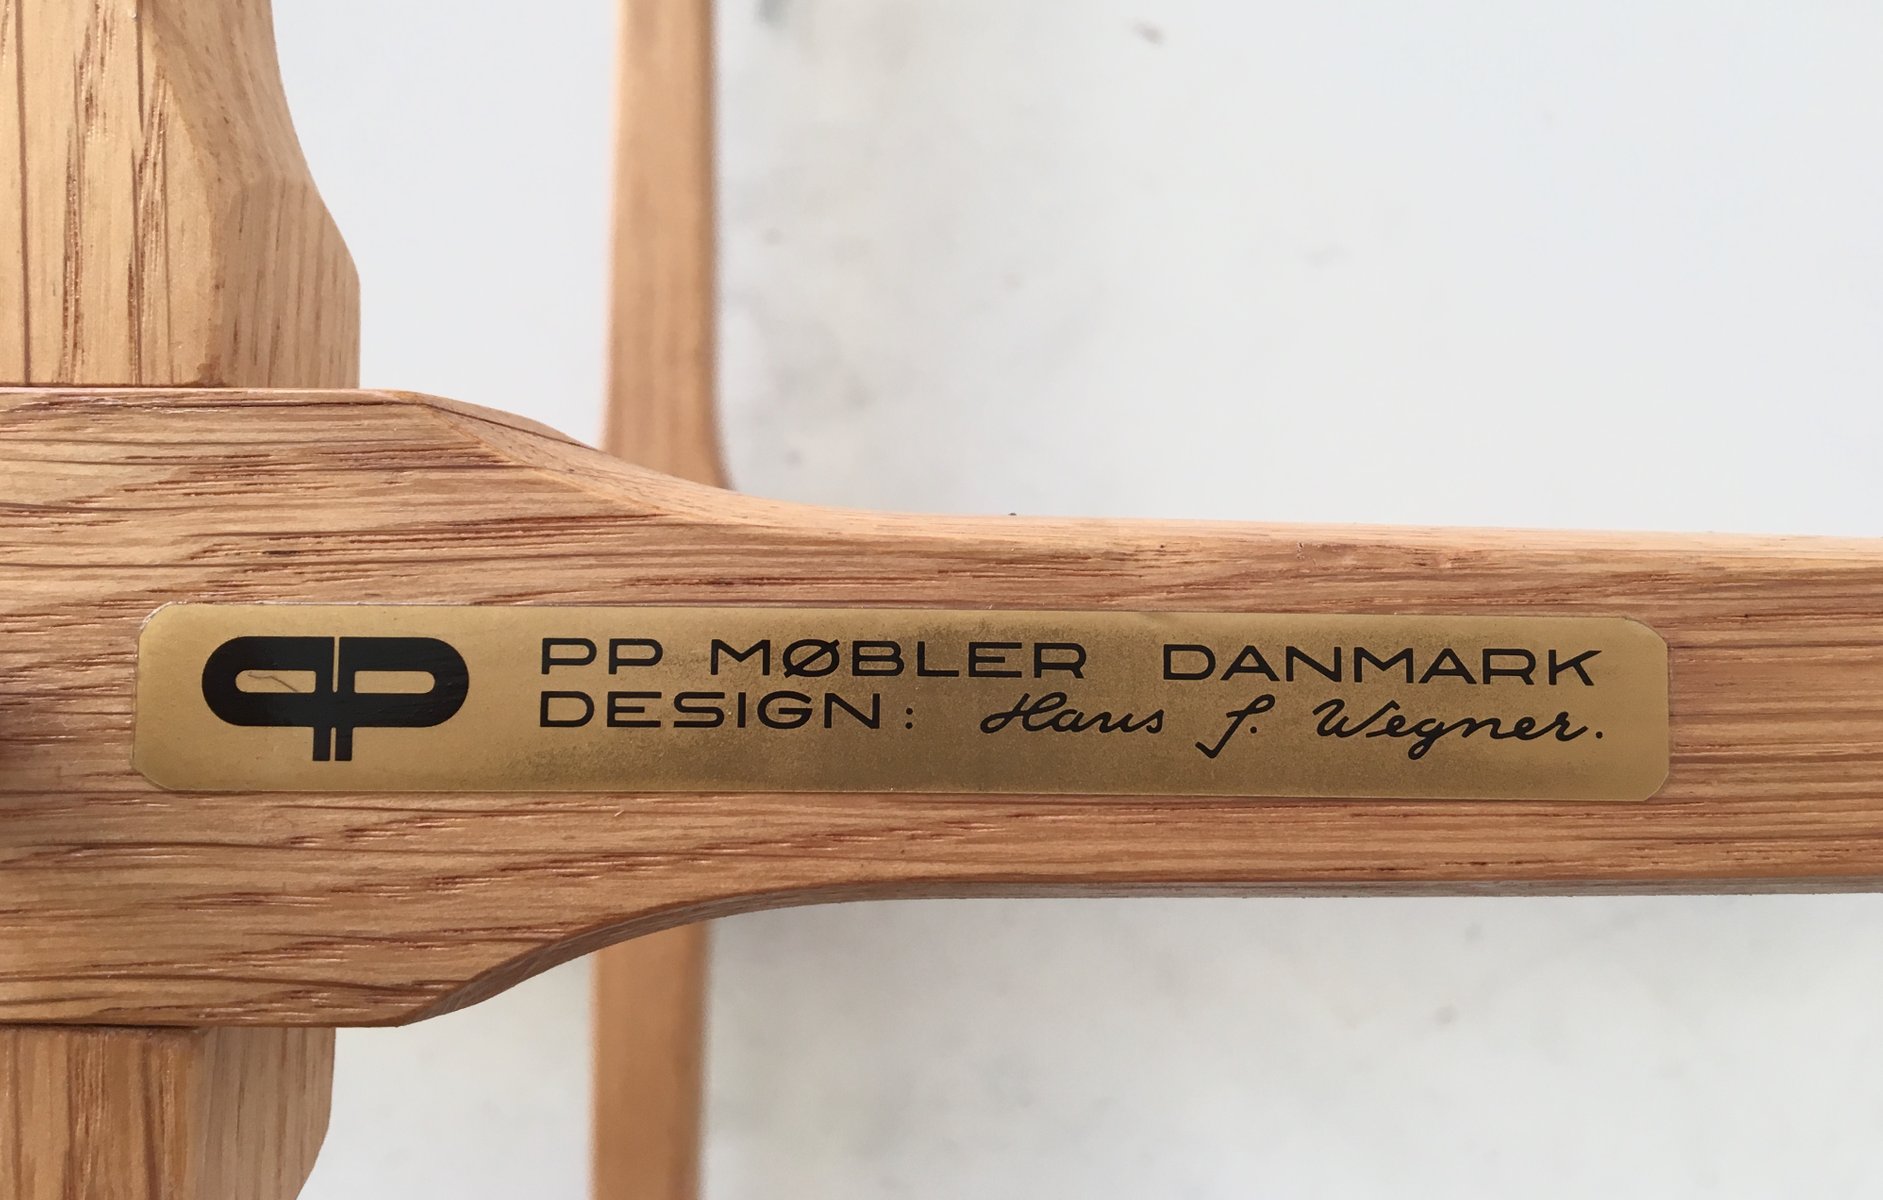 PP MØBLER DANMARK
DESIGN: Hans J. Wegner.